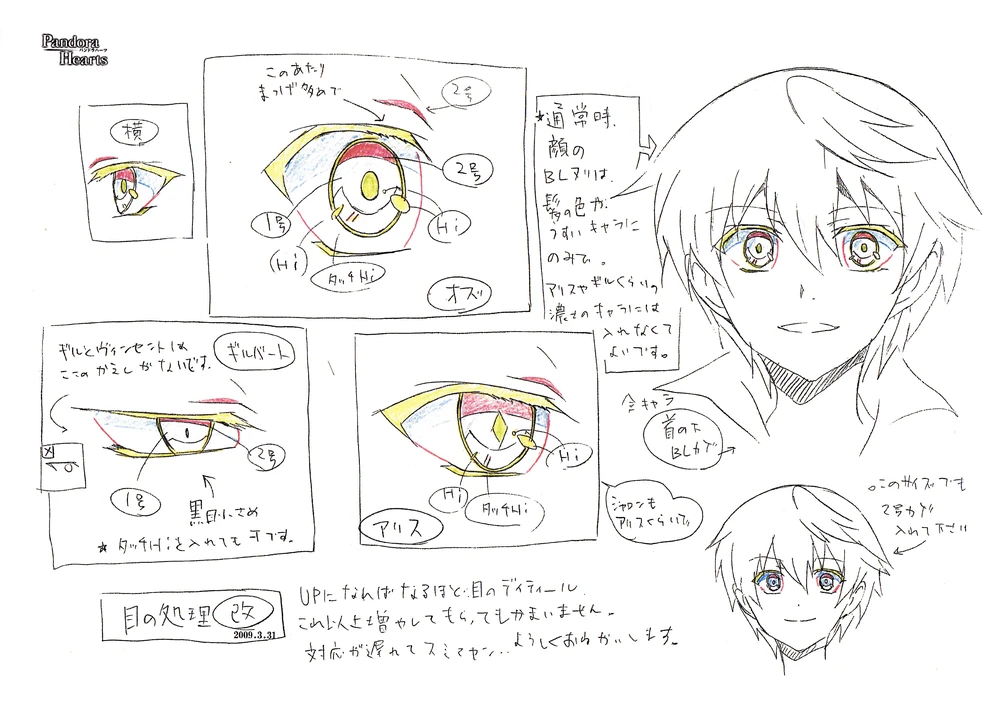 Pandora
パンドラハーツ
Hearts
横
このあたり
まつげ多めで
2号
2号
1号
Hi
(Hi)
タッチHi
オズ
★通常時、
顔の
BLヌリは、
髪の色が
うすいキャラに
のみで。
アリスやギルくらいの
濃さのキャラには
入れなくて
よいです。
ギルとヴィンセントは
ここのかえしがないです。
ギルバート
1号
2号
黒目小さめ
★タッチHiを入れても可です。
Hi
Hi
タッチHi
アリス
シャロンも
アリスくらいで
全キャラ
首の下
BLカゲ
このサイズでも
2号カゲ
入れて下さい
目の処理 改
2009.3.31
UPになればなるほど、目のディティール
これ以上増やしてもらってもかまいません。
対応が遅れてスミマセン‥よろしくおねがいします。